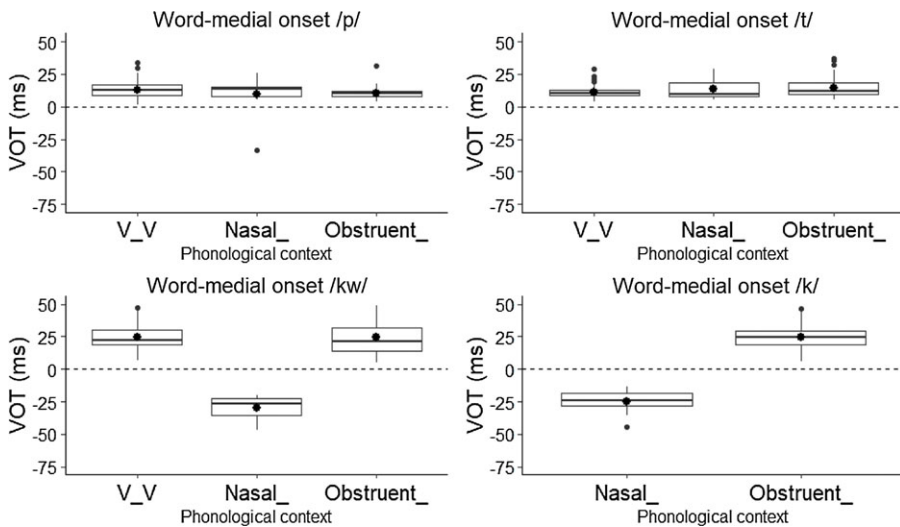 Word-medial onset /p/
50
25
0
-25
-50
-75
VOT (ms)
V_V Nasal_ Obstruent_
Phonological context
Word-medial onset /t/
50
25
0
-25
-50
-75
VOT (ms)
V_V Nasal_ Obstruent_
Phonological context
Word-medial onset /kw/
50
25
0
-25
-50
-75
VOT (ms)
V_V Nasal_ Obstruent_
Phonological context
Word-medial onset /k/
50
25
0
-25
-50
-75
VOT (ms)
Nasal_ Obstruent_
Phonological context